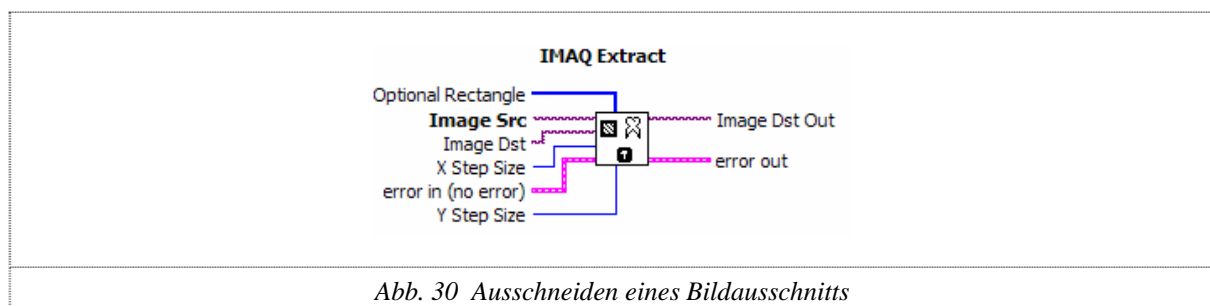 IMAQ Extract
Optional Rectangle
Image Src
Image Dst
X Step Size
error in (no error)
Y Step Size
Image Dst Out
error out
Abb. 30 Ausschneiden eines Bildausschnitts